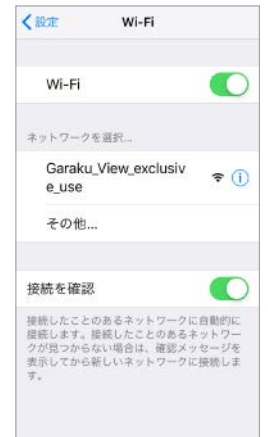 設定
Wi-Fi
Wi-Fi
ネットワークを選択...
Garaku_View_exclusiv
e_use
その他...
接続を確認
接続したことのあるネットワークに自動的に
接続します。接続したことのあるネットワー
クが見つからない場合は、確認メッセージを
表示してから新しいネットワークに接続しま
す。